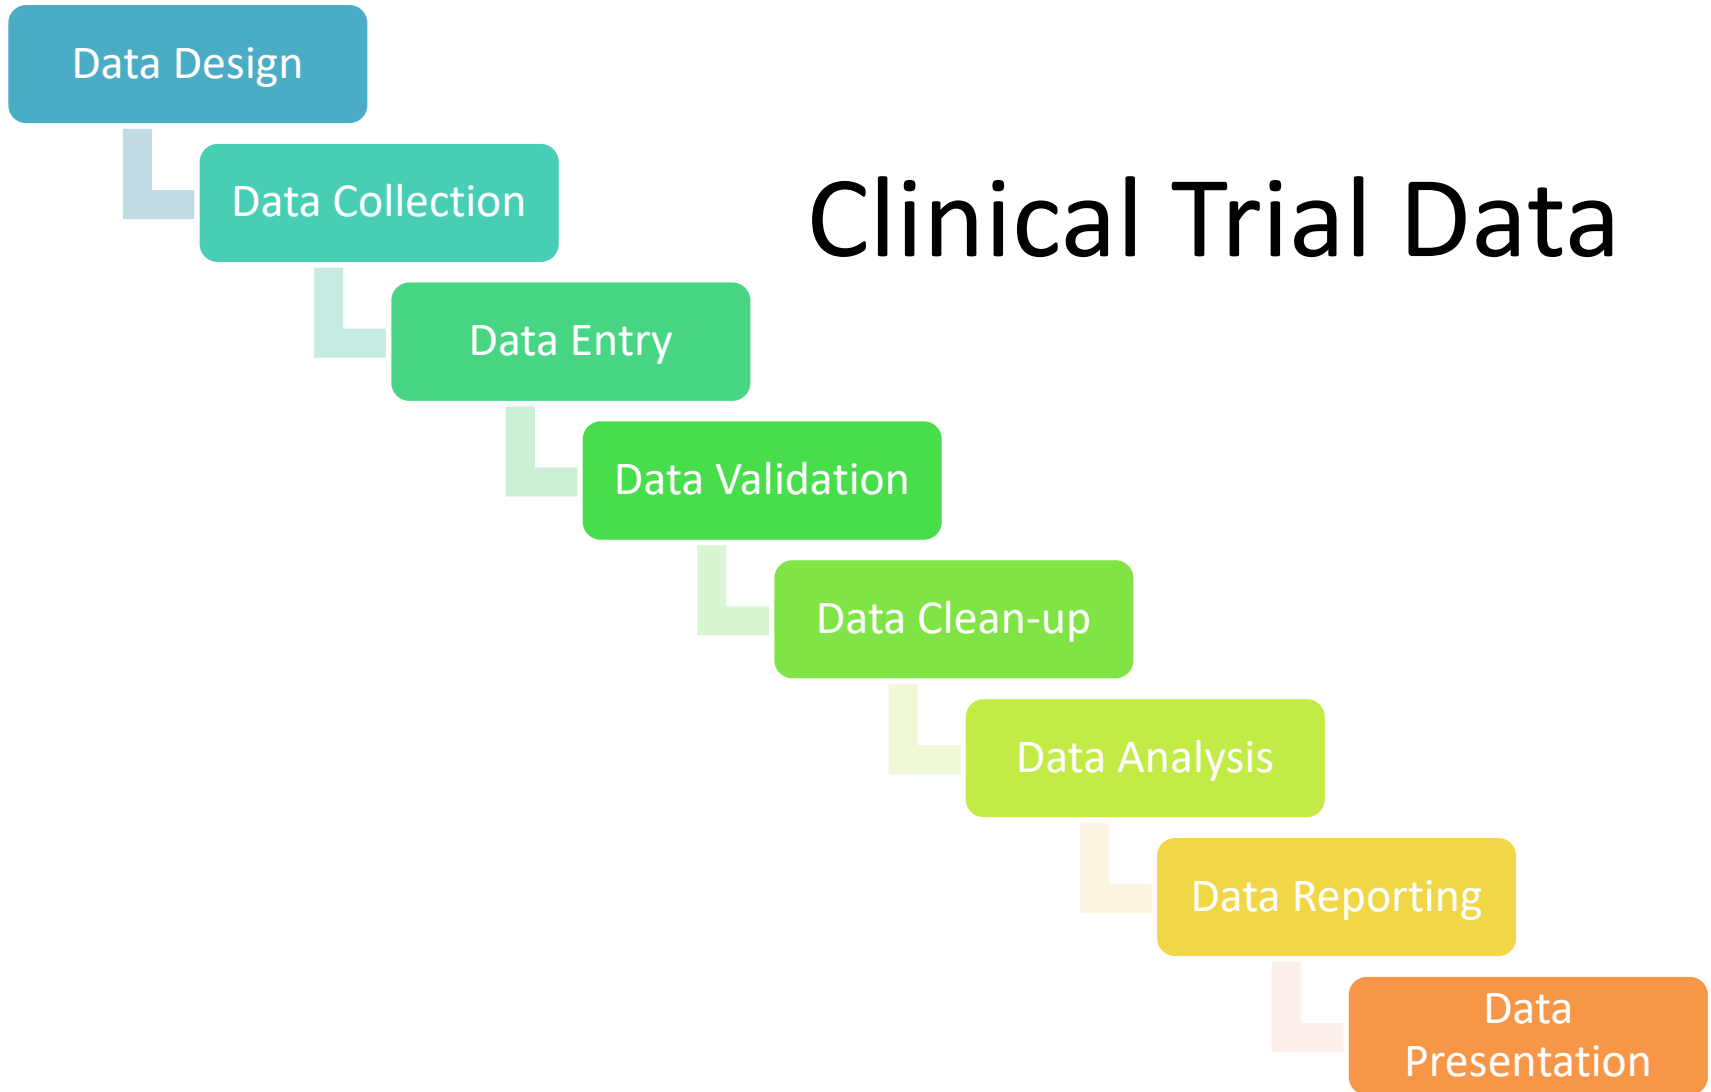 Data Design
Data Collection
Clinical Trial Data
Data Entry
Data Validation
Data Clean-up
Data Analysis
Data Reporting
Data
Presentation